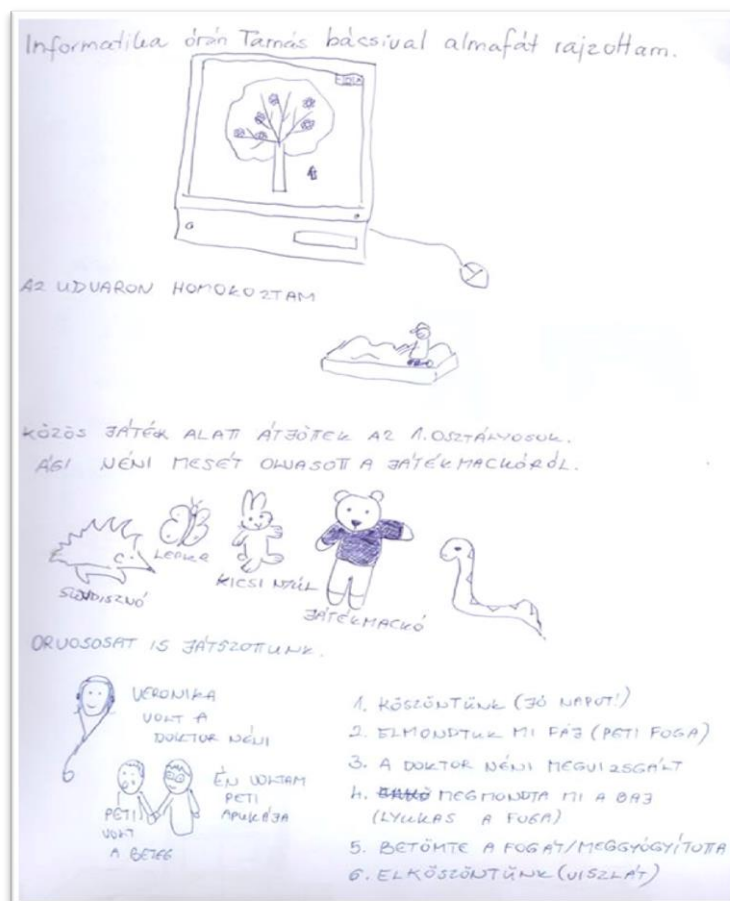 Informatika órán Tamás bácsival almafát rajzoltam.
AZ UDVARON HOMOKOZTAM
KÖZÖS JÁTÉK ALATT ÁTJÖTTEK AZ 1. OSZTÁLYOSOK.
ÁGI NÉNI MESÉT OLVASOTT A JÁTÉKMACKÓRÓL.
SÜNDISZNÓ
LEPKE
KICSI NYÚL
JÁTÉKMACKÓ
ORVOSOSAT IS JÁTSZOTTUNK.
VERONIKA
VOLT A
DOKTOR NÉNI
PETI
VOLT
A BETEG
ÉN VOLTAM
PETI
APUKÁJA
1. KÖSZÖNTÜNK (JÓ NAPOT!)
2. ELMONDTUK MI FÁJ (PETI FOGA)
3. A DOKTOR NÉNI MEGVIZSGÁLT
4. MEGMONDTA MI A BAJ
(LYUKAS A FOGA)
5. BETÖMTE A FOGÁT/MEGGYÓGYÍTOTTA
6. ELKÖSZÖNTÜNK (VISZLÁT)